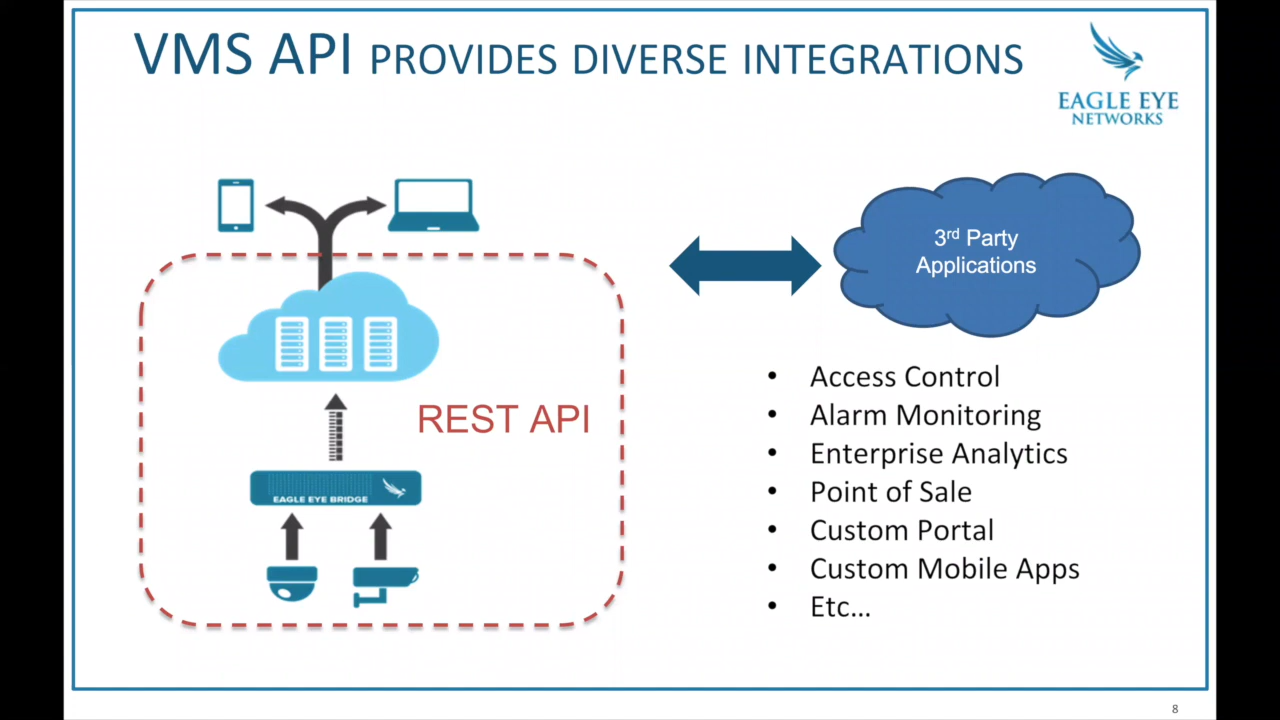 VMS API PROVIDES DIVERSE INTEGRATIONS
EAGLE EYE
NETWORKS
3rd Party
Applications
REST API
EAGLE EYE BRIDGE
• Access Control
• Alarm Monitoring
• Enterprise Analytics
• Point of Sale
• Custom Portal
• Custom Mobile Apps
• Etc...
8